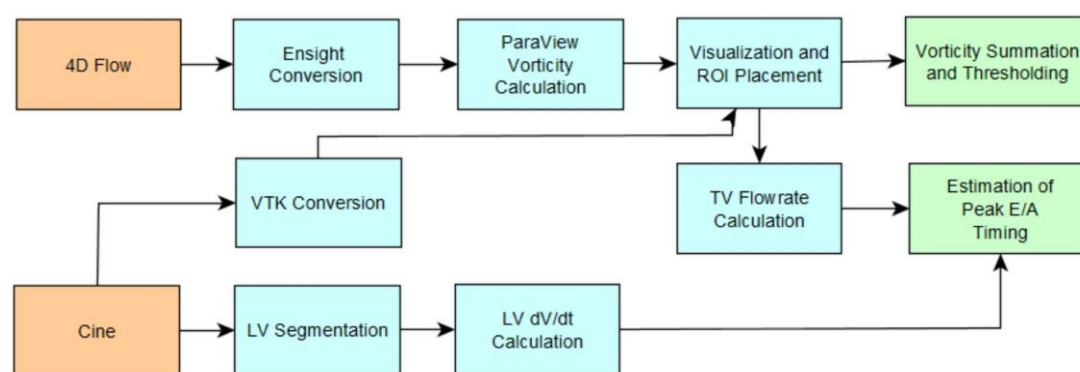 4D Flow
Ensight
Conversion
ParaView
Vorticity
Calculation
Visualization and
ROI Placement
Vorticity Summation
and Thresholding
VTK Conversion
TV Flowrate
Calculation
Estimation of
Peak E/A
Timing
Cine
LV Segmentation
LV dV/dt
Calculation